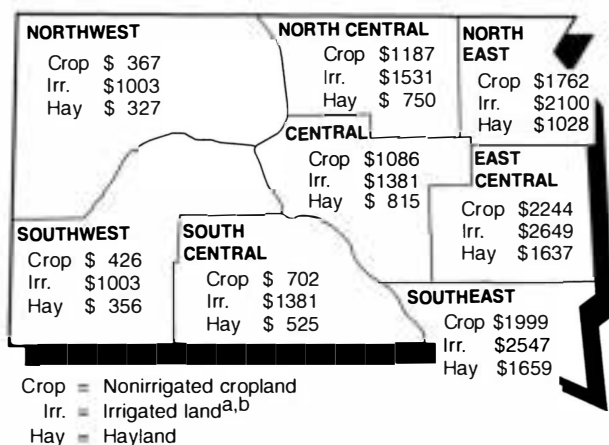 NORTHWEST
Crop $ 367
Irr. $1003
Hay $ 327
NORTH CENTRAL
Crop $1187
Irr. $1531
Hay $ 750
NORTH
EAST
Crop $1762
Irr. $2100
Hay $1028
CENTRAL
Crop $1086
Irr. $1381
Hay $ 815
EAST
CENTRAL
Crop $2244
Irr. $2649
Hay $1637
SOUTHWEST
Crop $ 426
Irr. $1003
Hay $ 356
SOUTH
CENTRAL
Crop $ 702
Irr. $1381
Hay $ 525
SOUTHEAST
Crop $1999
Irr. $2547
Hay $1659
Crop = Nonirrigated cropland
Irr. = Irrigated land^a,b
Hay = Hayland